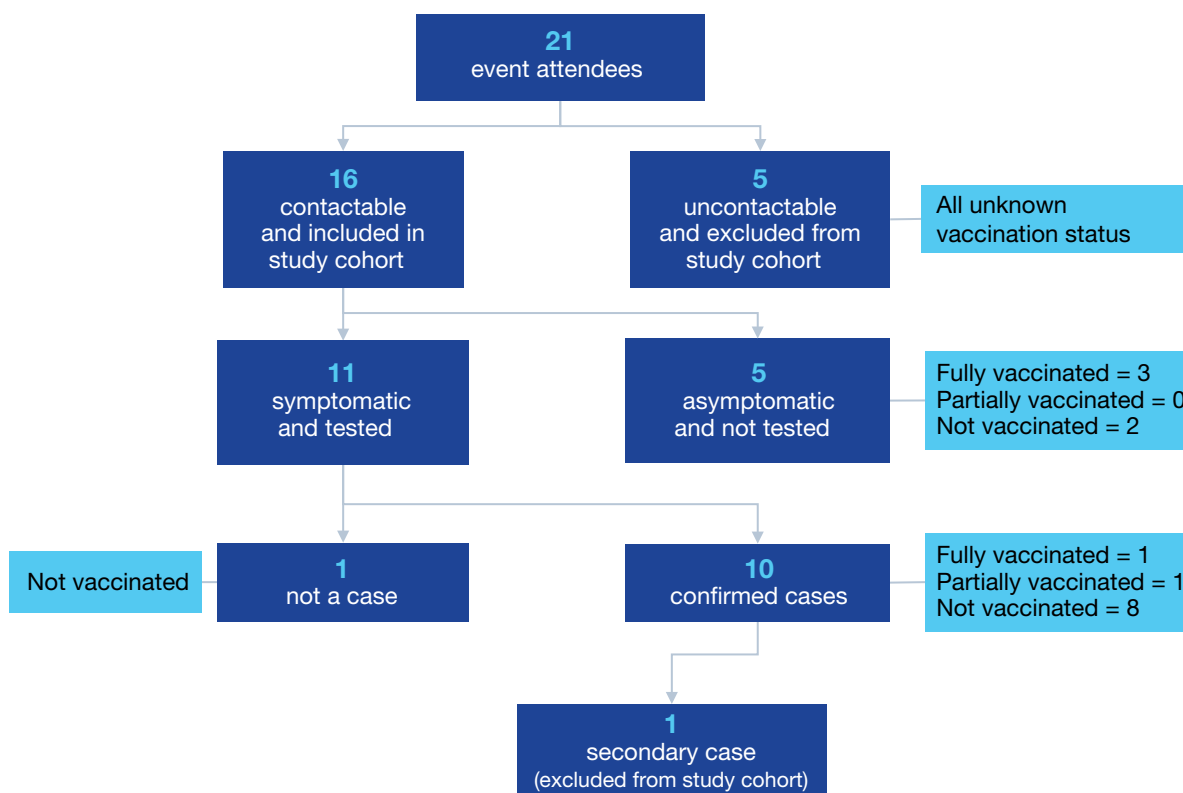 21
event attendees
16
contactable
and included in
study cohort
5
uncontactable
and excluded from
study cohort
All unknown
vaccination status
11
symptomatic
and tested
5
asymptomatic
and not tested
Fully vaccinated = 3
Partially vaccinated = 0
Not vaccinated = 2
Not vaccinated
1
not a case
10
confirmed cases
Fully vaccinated = 1
Partially vaccinated = 1
Not vaccinated = 8
1
secondary case
(excluded from study cohort)